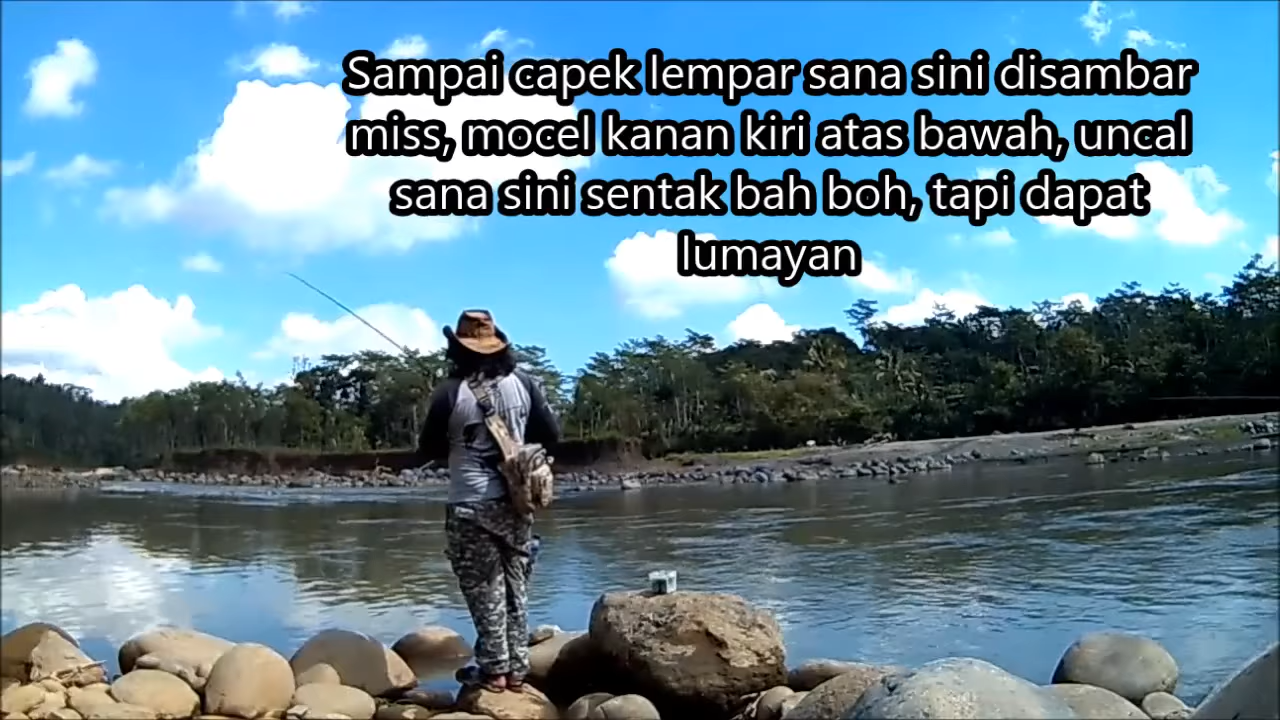 Sampai capek lempar sana sini disambar
miss, mocel kanan kiri atas bawah, uncal
sana sini sentak bah boh, tapi dapat
lumayan